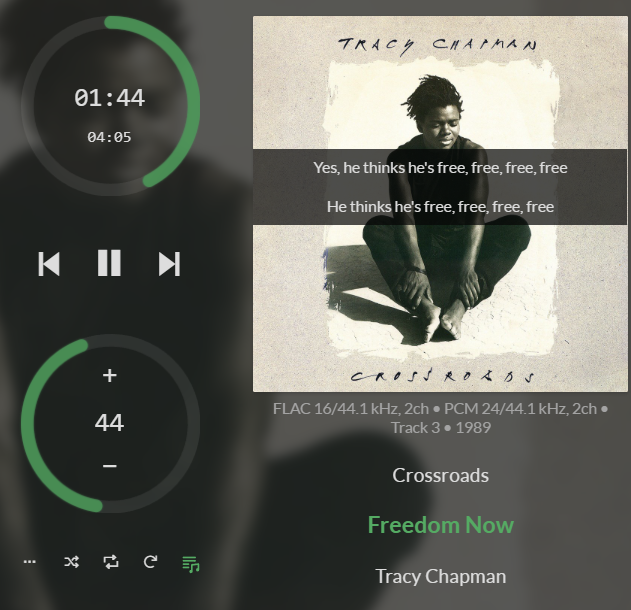 01:44
04:05
+
44
−
TRACY CHAPMAN
Yes, he thinks he's free, free, free, free
He thinks he's free, free, free, free
CROSSROADS
FLAC 16/44.1 kHz, 2ch • PCM 24/44.1 kHz, 2ch •
Track 3 • 1989
Crossroads
Freedom Now
Tracy Chapman